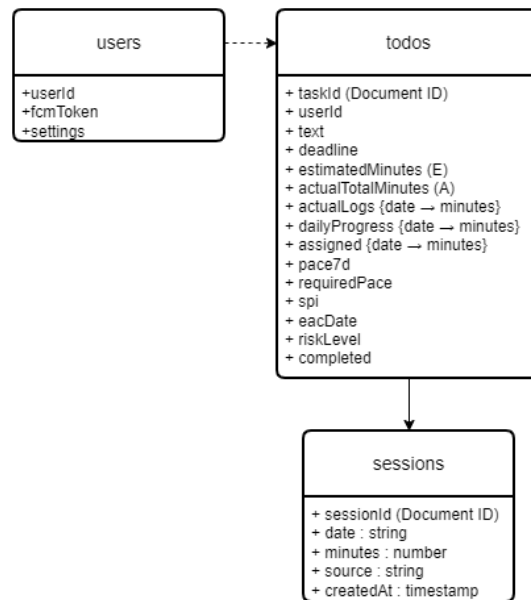 users
+userId
+fcmToken
+settings
todos
+ taskId (Document ID)
+ userId
+ text
+ deadline
+ estimatedMinutes (E)
+ actualTotalMinutes (A)
+ actualLogs {date → minutes}
+ dailyProgress {date → minutes}
+ assigned {date → minutes}
+ pace7d
+ requiredPace
+ spi
+ eacDate
+ riskLevel
+ completed
sessions
+ sessionId (Document ID)
+ date : string
+ minutes : number
+ source : string
+ createdAt : timestamp